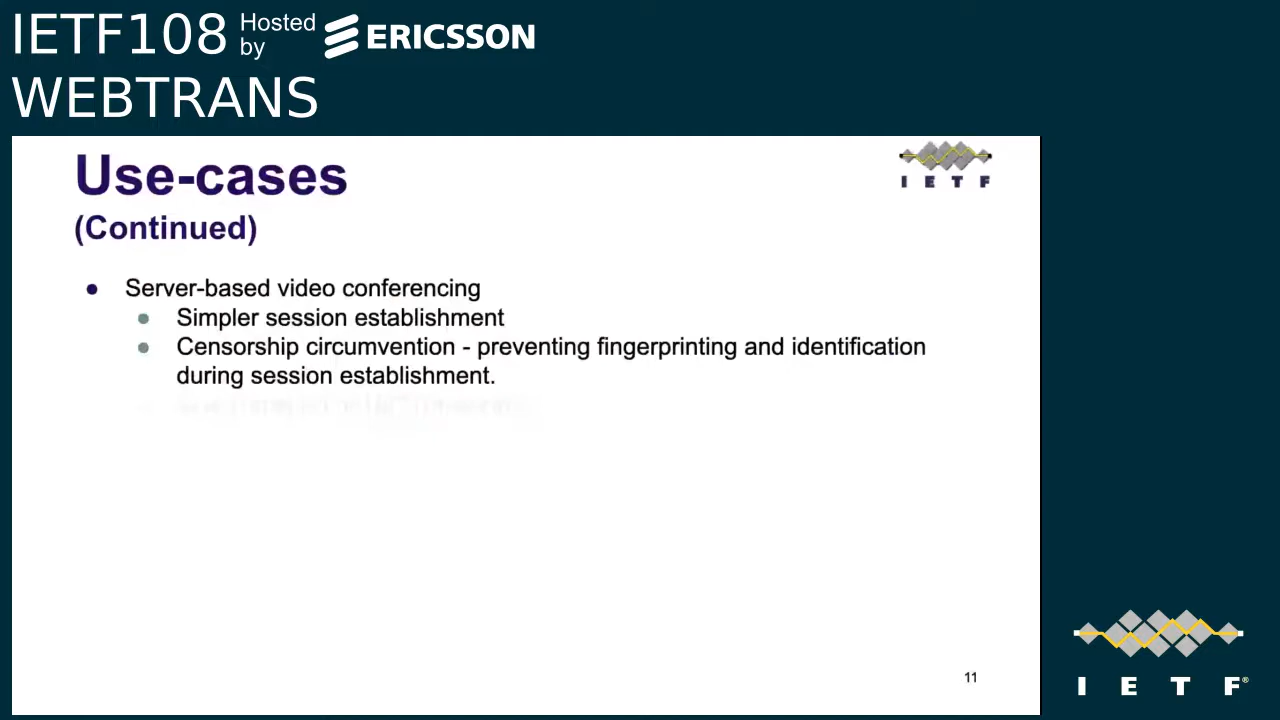 IETF108 Hosted by ERICSSON
WEBTRANS
Use-cases
IETF
(Continued)
● Server-based video conferencing
● Simpler session establishment
● Censorship circumvention - preventing fingerprinting and identification
during session establishment.
11
I E T F®